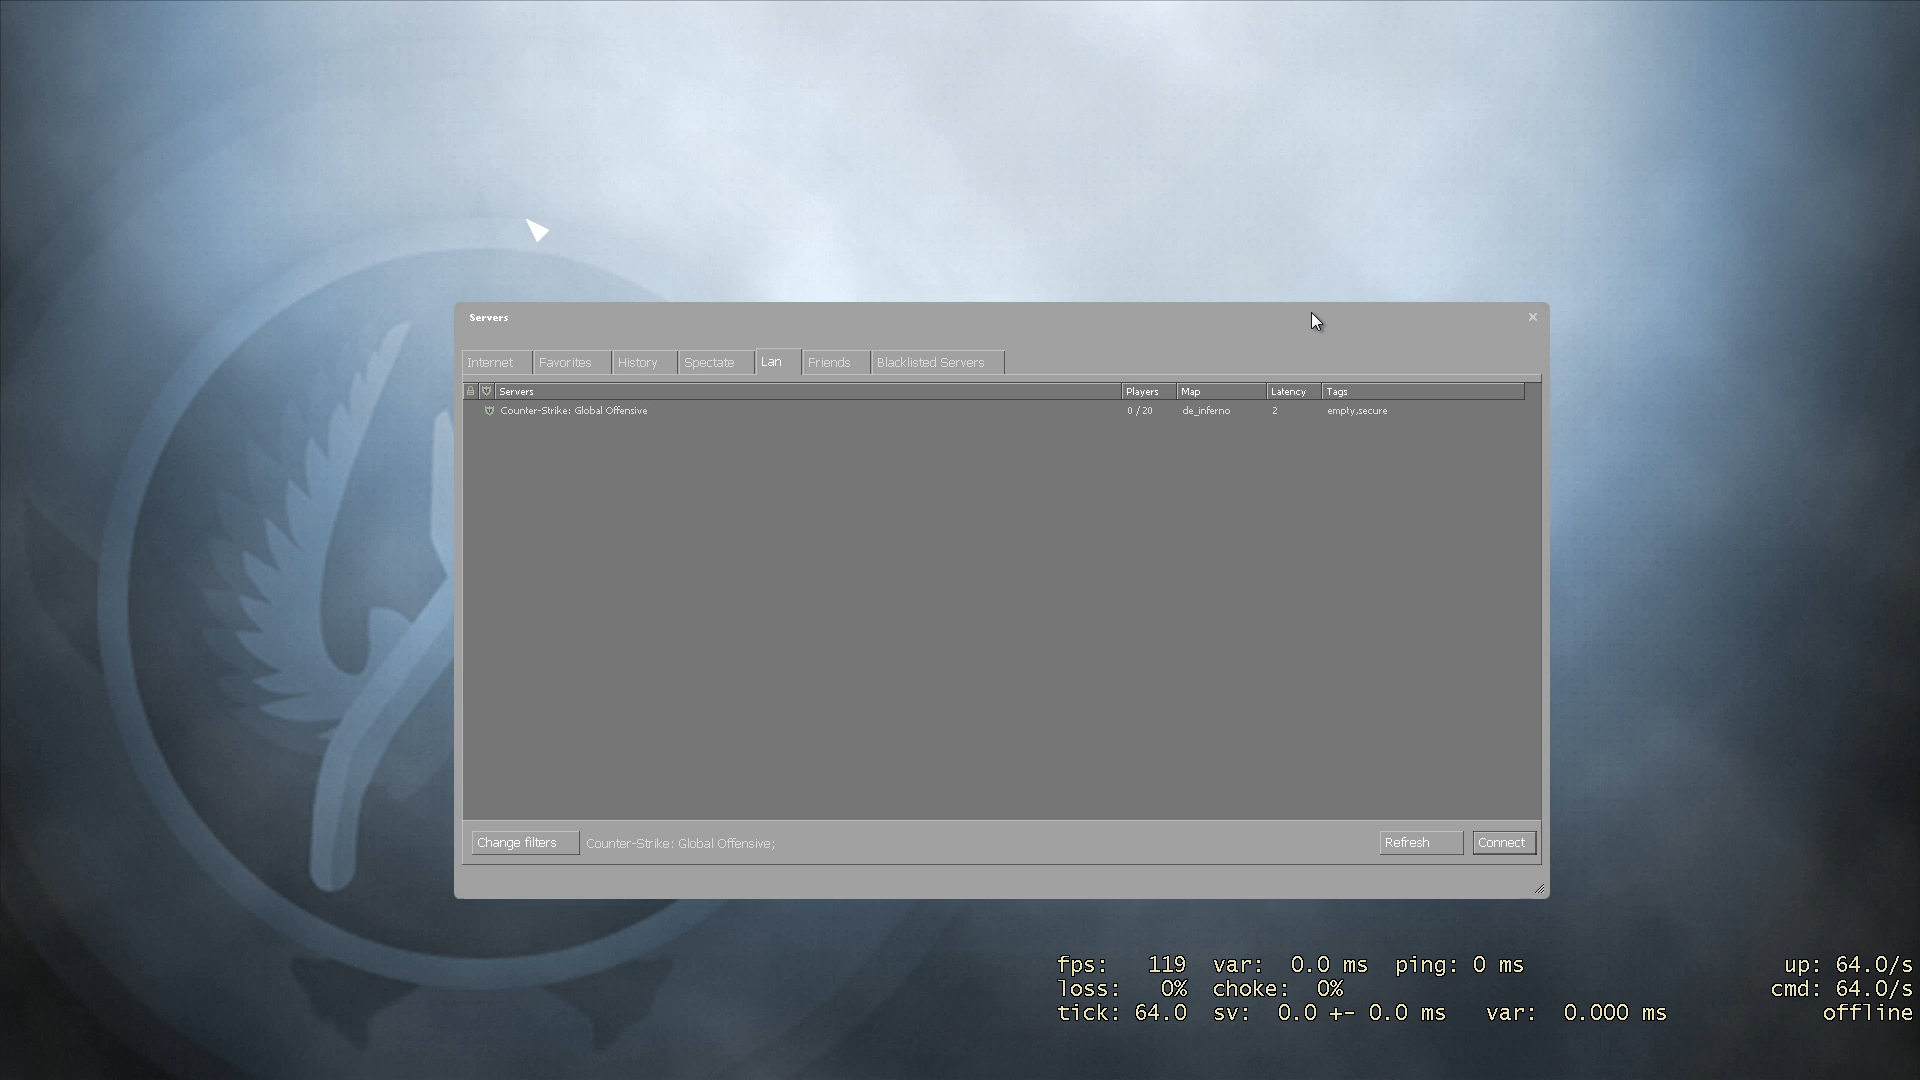 Servers
Internet Favorites History Spectate Lan Friends Blacklisted Servers
Servers Players Map Latency Tags
Counter-Strike: Global Offensive 0 / 20 de_inferno 2 empty,secure
Change filters Counter-Strike: Global Offensive; Refresh Connect
fps: 119 var: 0.0 ms ping: 0 ms up: 64.0/s
loss: 0% choke: 0% cmd: 64.0/s
tick: 64.0 sv: 0.0 +- 0.0 ms var: 0.000 ms offline